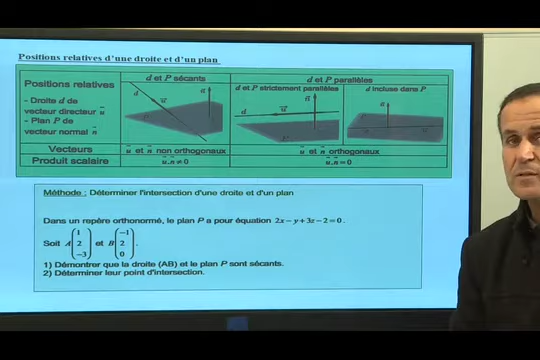 Positions relatives d'une droite et d'un plan
Positions relatives
- Droite d de vecteur directeur u
- Plan P de vecteur normal n
d et P sécants
d
u
n
P
d et P parallèles
d et P strictement parallèles
d
u
n
P
d incluse dans P
n
u
Vecteurs
u et n non orthogonaux
u et n orthogonaux
Produit scalaire
u.n≠0
u.n=0
Méthode : Déterminer l'intersection d'une droite et d'un plan
Dans un repère orthonormé, le plan P a pour équation 2x − y + 3z − 2 = 0 .
Soit A(1 2 −3) et B(−1 2 0).
1) Démontrer que la droite (AB) et le plan P sont sécants.
2) Déterminer leur point d'intersection.